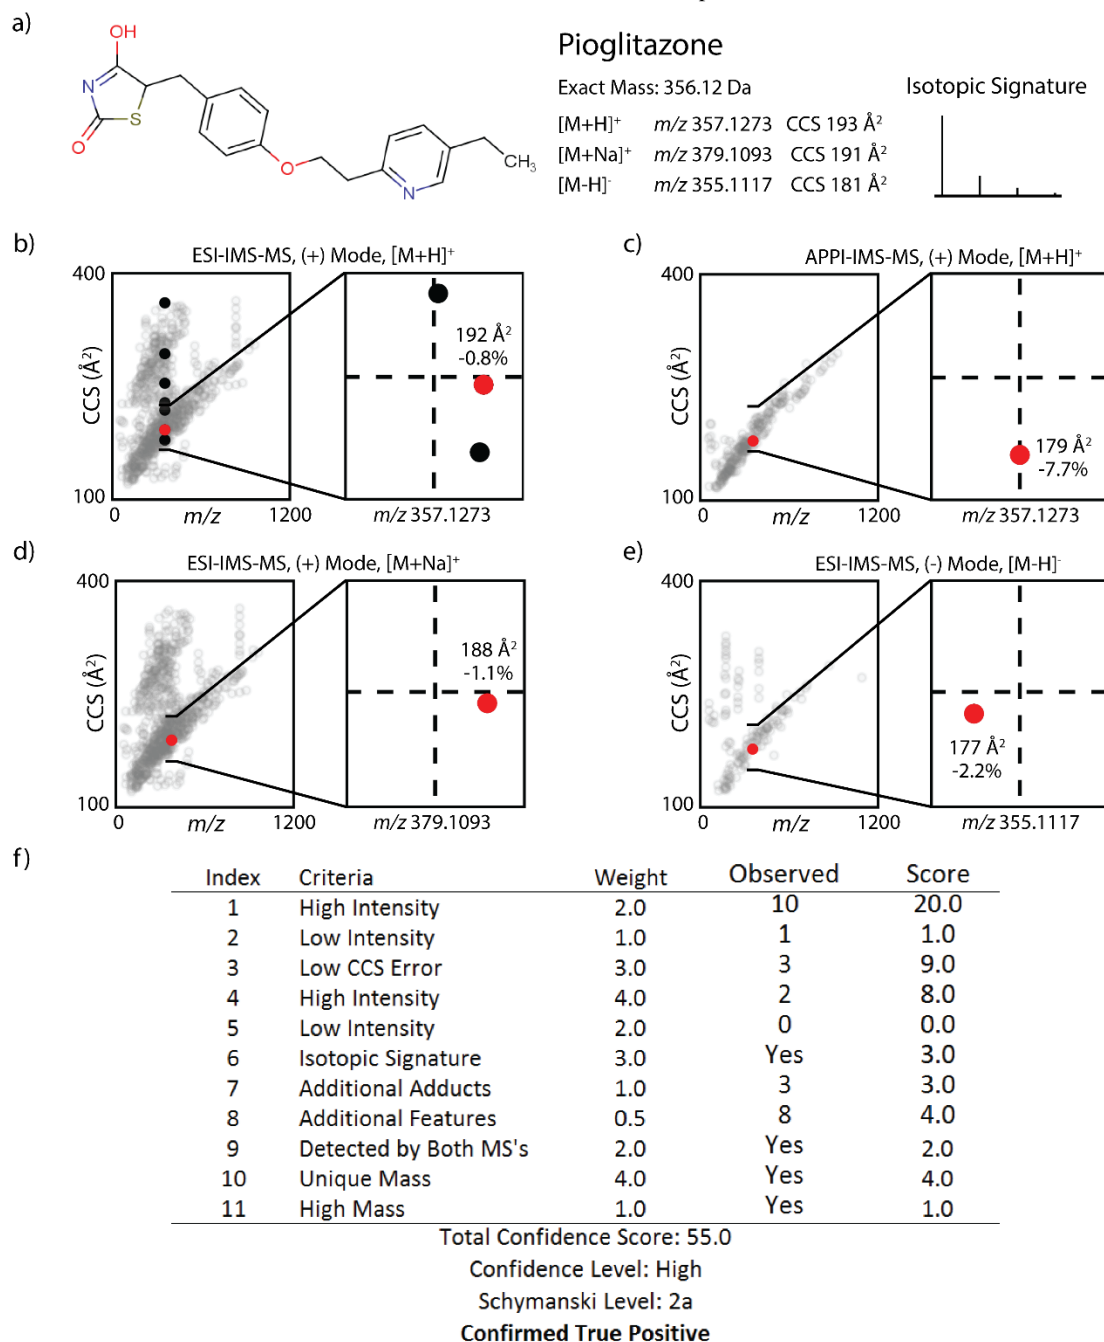 a)
OH
N
S
O
O
N
CH3
Pioglitazone
Exact Mass: 356.12 Da
[M+H]+ m/z 357.1273 CCS 193 Å2
[M+Na]+ m/z 379.1093 CCS 191 Å2
[M-H]- m/z 355.1117 CCS 181 Å2
Isotopic Signature
b)
ESI-IMS-MS, (+) Mode, [M+H]+
400
CCS (Å2)
100
0
m/z
1200
192 Å2
-0.8%
m/z 357.1273
c)
APPI-IMS-MS, (+) Mode, [M+H]+
400
CCS (Å2)
100
0
m/z
1200
179 Å2
-7.7%
m/z 357.1273
d)
ESI-IMS-MS, (+) Mode, [M+Na]+
400
CCS (Å2)
100
0
m/z
1200
188 Å2
-1.1%
m/z 379.1093
e)
ESI-IMS-MS, (-) Mode, [M-H]-
400
CCS (Å2)
100
0
m/z
1200
177 Å2
-2.2%
m/z 355.1117
f)
Index Criteria Weight Observed Score
1 High Intensity 2.0 10 20.0
2 Low Intensity 1.0 1 1.0
3 Low CCS Error 3.0 3 9.0
4 High Intensity 4.0 2 8.0
5 Low Intensity 2.0 0 0.0
6 Isotopic Signature 3.0 Yes 3.0
7 Additional Adducts 1.0 3 3.0
8 Additional Features 0.5 8 4.0
9 Detected by Both MS's 2.0 Yes 2.0
10 Unique Mass 4.0 Yes 4.0
11 High Mass 1.0 Yes 1.0
Total Confidence Score: 55.0
Confidence Level: High
Schymanski Level: 2a
Confirmed True Positive